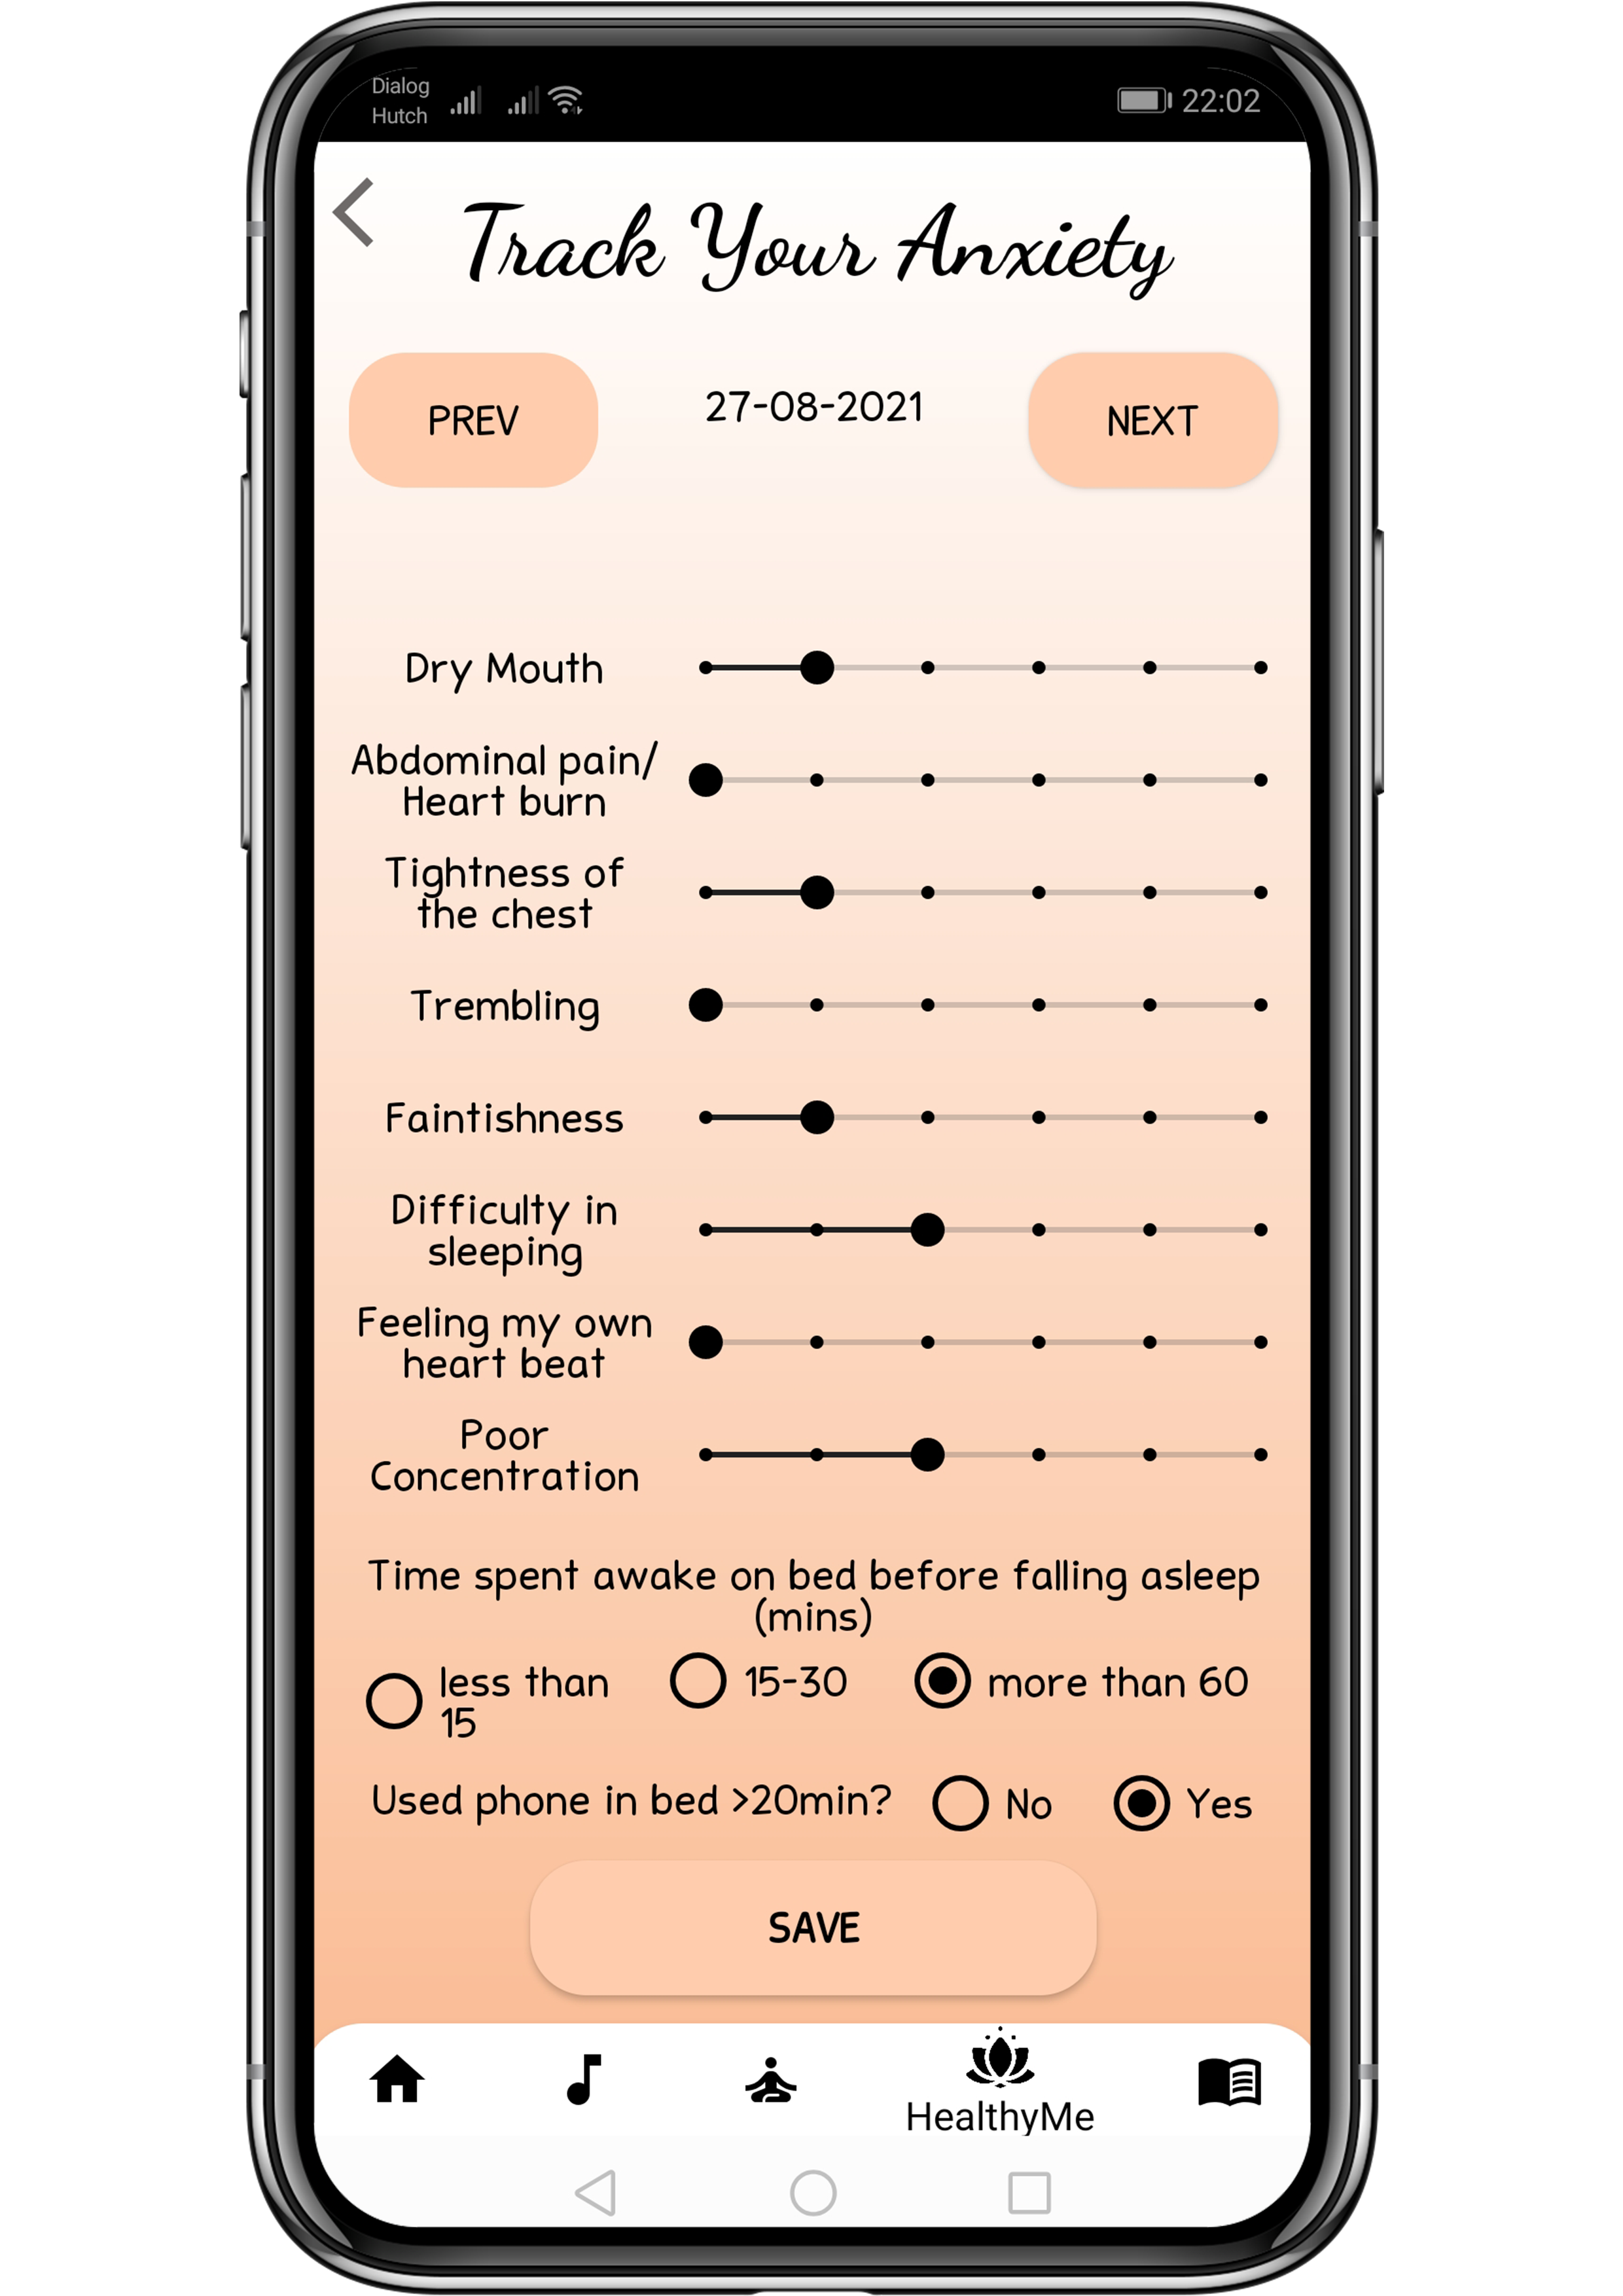 Dialog
Hutch
22:02
Track Your Anxiety
PREV
27-08-2021
NEXT
Dry Mouth
Abdominal pain/
Heart burn
Tightness of
the chest
Trembling
Faintishness
Difficulty in
sleeping
Feeling my own
heart beat
Poor
Concentration
Time spent awake on bed before falling asleep
(mins)
less than
15
15-30
more than 60
Used phone in bed >20min?
No
Yes
SAVE
HealthyMe